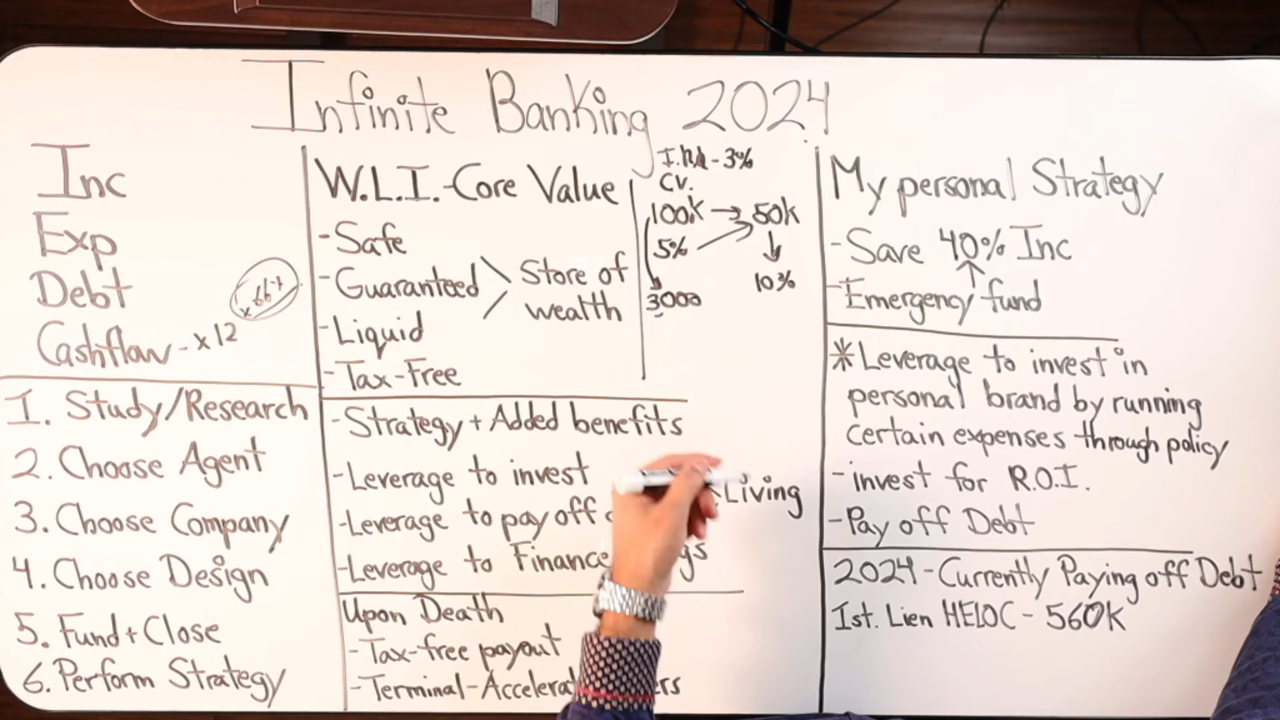 Infinite Banking 2024
Inc
Exp
Debt
Cashflow - x12
1. Study/Research
2. Choose Agent
3. Choose Company
4. Choose Design
5. Fund + Close
6. Perform Strategy
W.L.I.-Core Value
-Safe
-Guaranteed > Store of
wealth
-Liquid
-Tax-Free
3%
CV.
100K → 50K
5%
↓
3000
10%
-Strategy + Added benefits
-Leverage to invest
-Leverage to pay off
Living
-Leverage to Finance
Upon Death
-Tax-free payout
-Terminal-
My personal Strategy
-Save 40% Inc
↑
-Emergency fund
*Leverage to invest in
personal brand by running
certain expenses through policy
-invest for R.O.I.
-Pay off Debt
2024-Currently Paying off Debt
1st. Lien HELOC - 560K